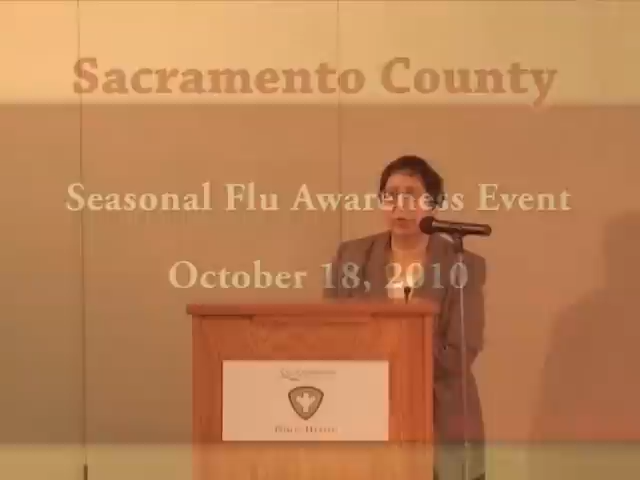 Sacramento County
Seasonal Flu Awareness Event
October 18, 2010